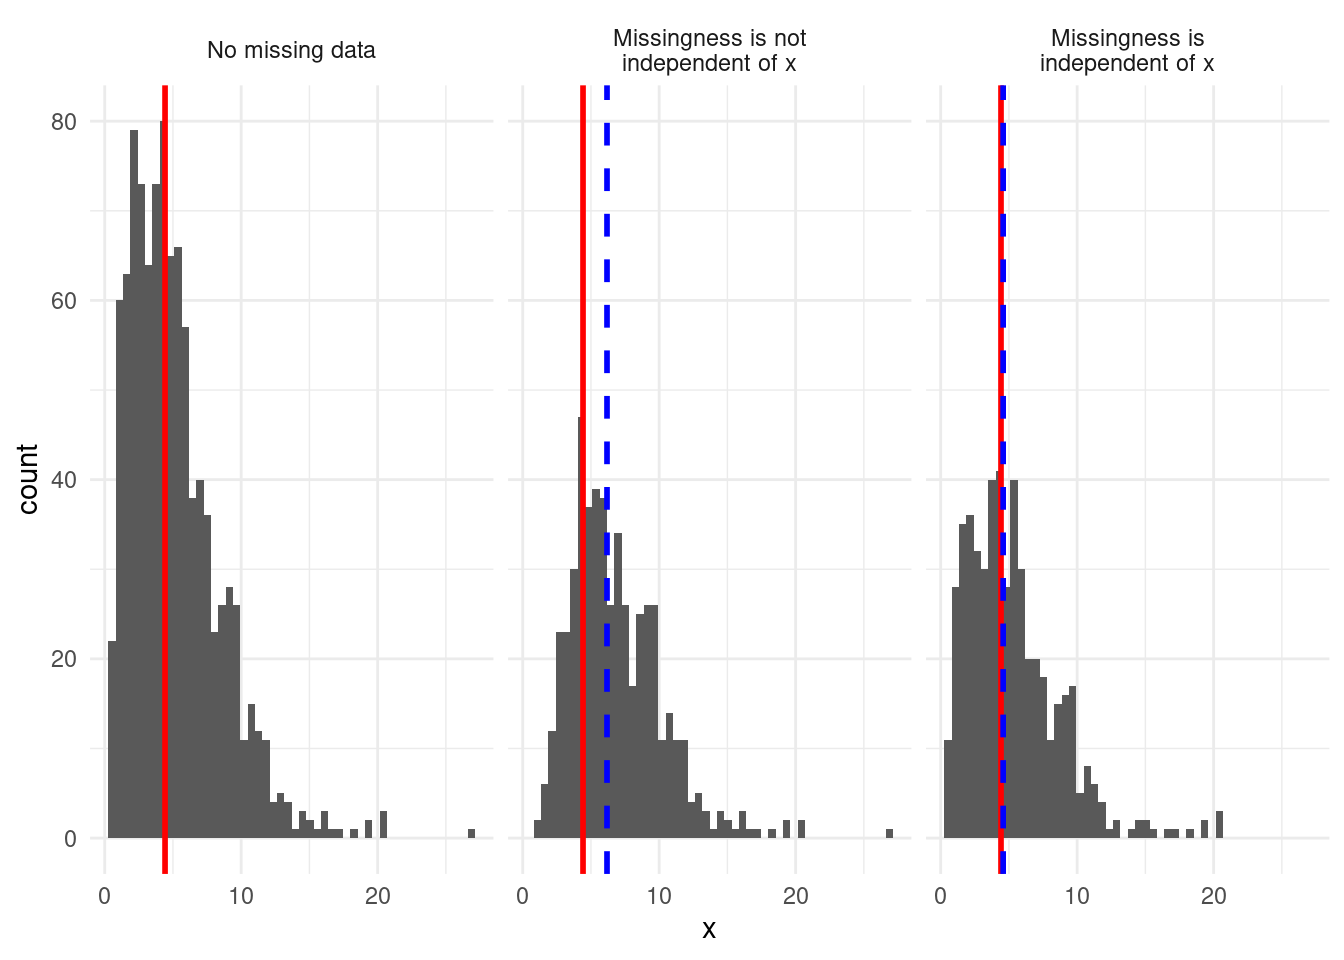 No missing data
Missingness is not
independent of x
Missingness is
independent of x
80
60
40
20
0
count
0 10 20
0 10 20
0 10 20
x